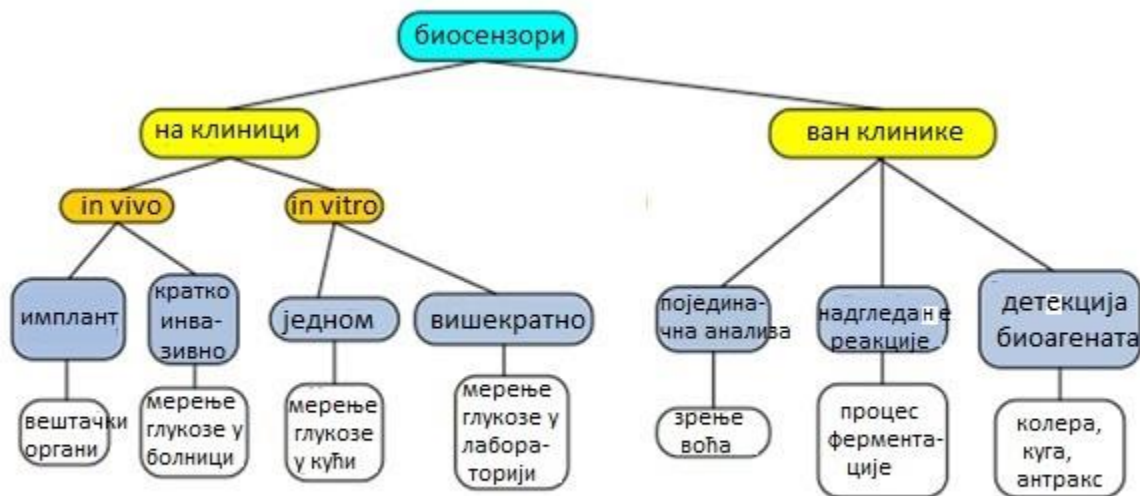 биосензори
на клиници
ван клинике
in vivo
in vitro
имплант
кратко
инва-
зивно
једном
вишекратно
поједина-
чна анализа
надгледање
реакције
детекција
биоагената
вештачки
органи
мерење
глукозе у
болници
мерење
глукозе
у кући
мерење
глукозе у
лабора-
торији
зрење
воћа
процес
фермента-
ције
колера,
куга,
антракс